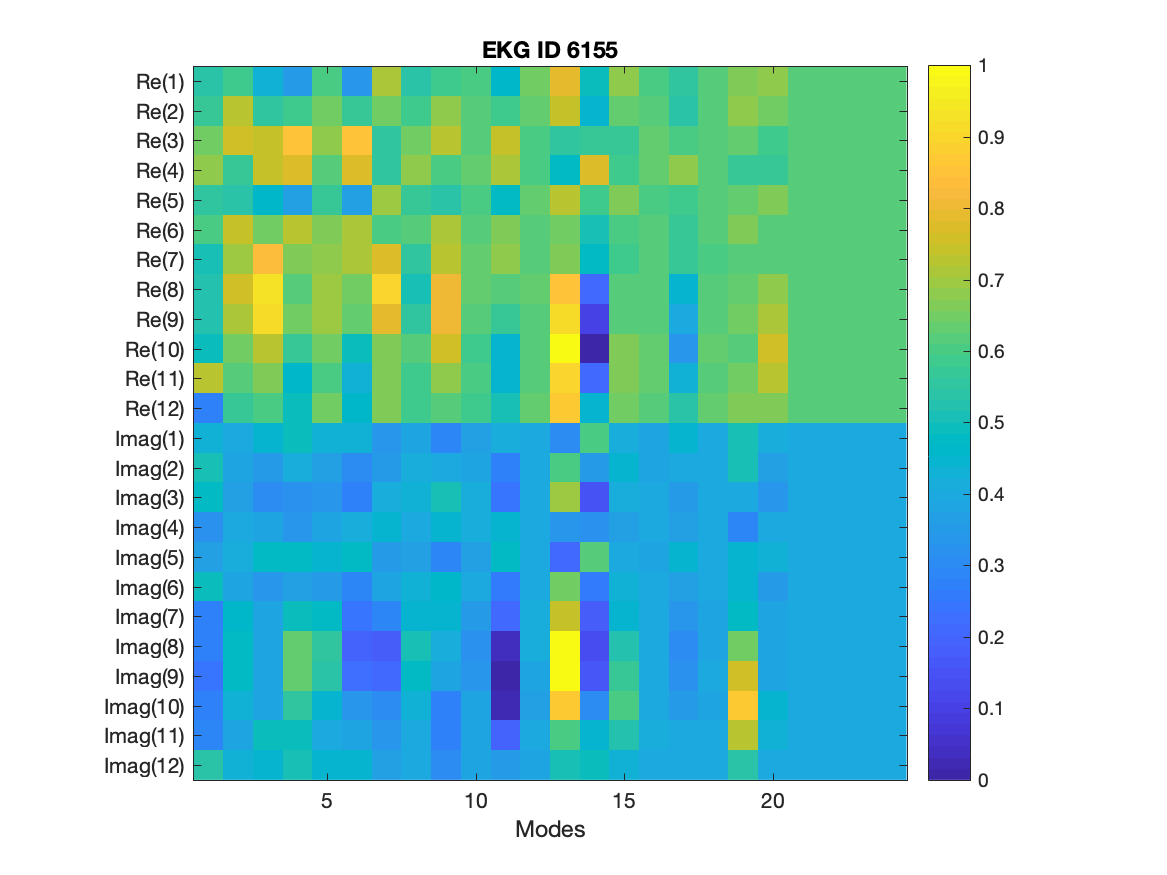 EKG ID 6155
Re(1)
Re(2)
Re(3)
Re(4)
Re(5)
Re(6)
Re(7)
Re(8)
Re(9)
Re(10)
Re(11)
Re(12)
Imag(1)
Imag(2)
Imag(3)
Imag(4)
Imag(5)
Imag(6)
Imag(7)
Imag(8)
Imag(9)
Imag(10)
Imag(11)
Imag(12)
5 10 15 20
Modes
1
0.9
0.8
0.7
0.6
0.5
0.4
0.3
0.2
0.1
0